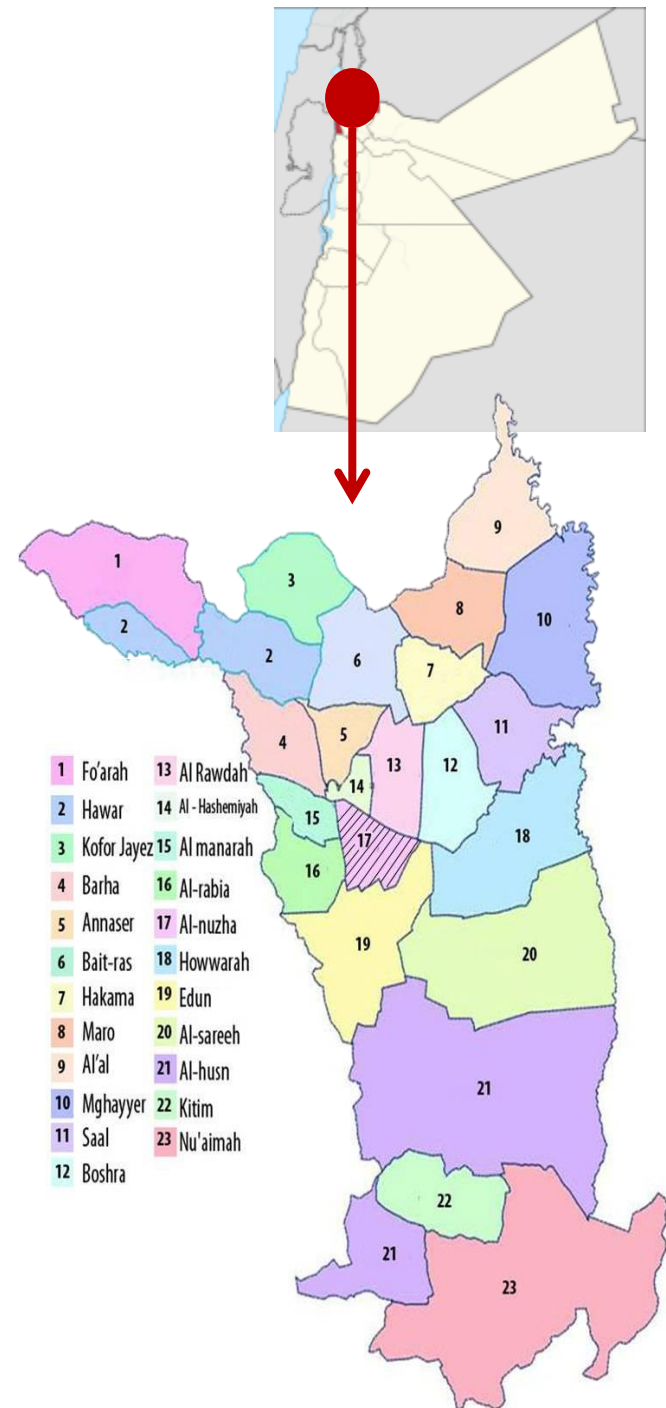 9
1
3
10
8
2
2
6
7
11
4
5
13
12
14
15
17
18
16
19
20
21
22
21
23
1 Fo'arah
2 Hawar
3 Kofor Jayez
4 Barha
5 Annaser
6 Bait-ras
7 Hakama
8 Maro
9 Al'al
10 Mghayyer
11 Saal
12 Boshra
13 Al Rawdah
14 Al - Hashemiyah
15 Al manarah
16 Al-rabia
17 Al-nuzha
18 Howwarah
19 Edun
20 Al-sareeh
21 Al-husn
22 Kitim
23 Nu'aimah